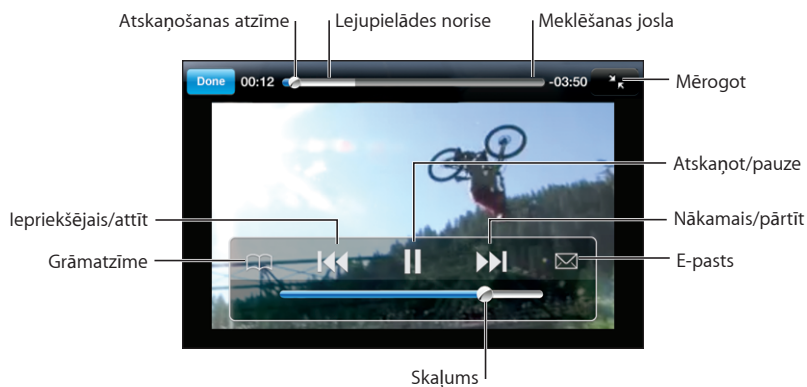 Atskaņošanas atzīme
Lejupielādes norise
Meklēšanas josla
Done
00:12
-03:50
Mērogot
Atskaņot/pauze
Iepriekšējais/attīt
Nākamais/pārtīt
Grāmatzīme
E-pasts
Skaļums